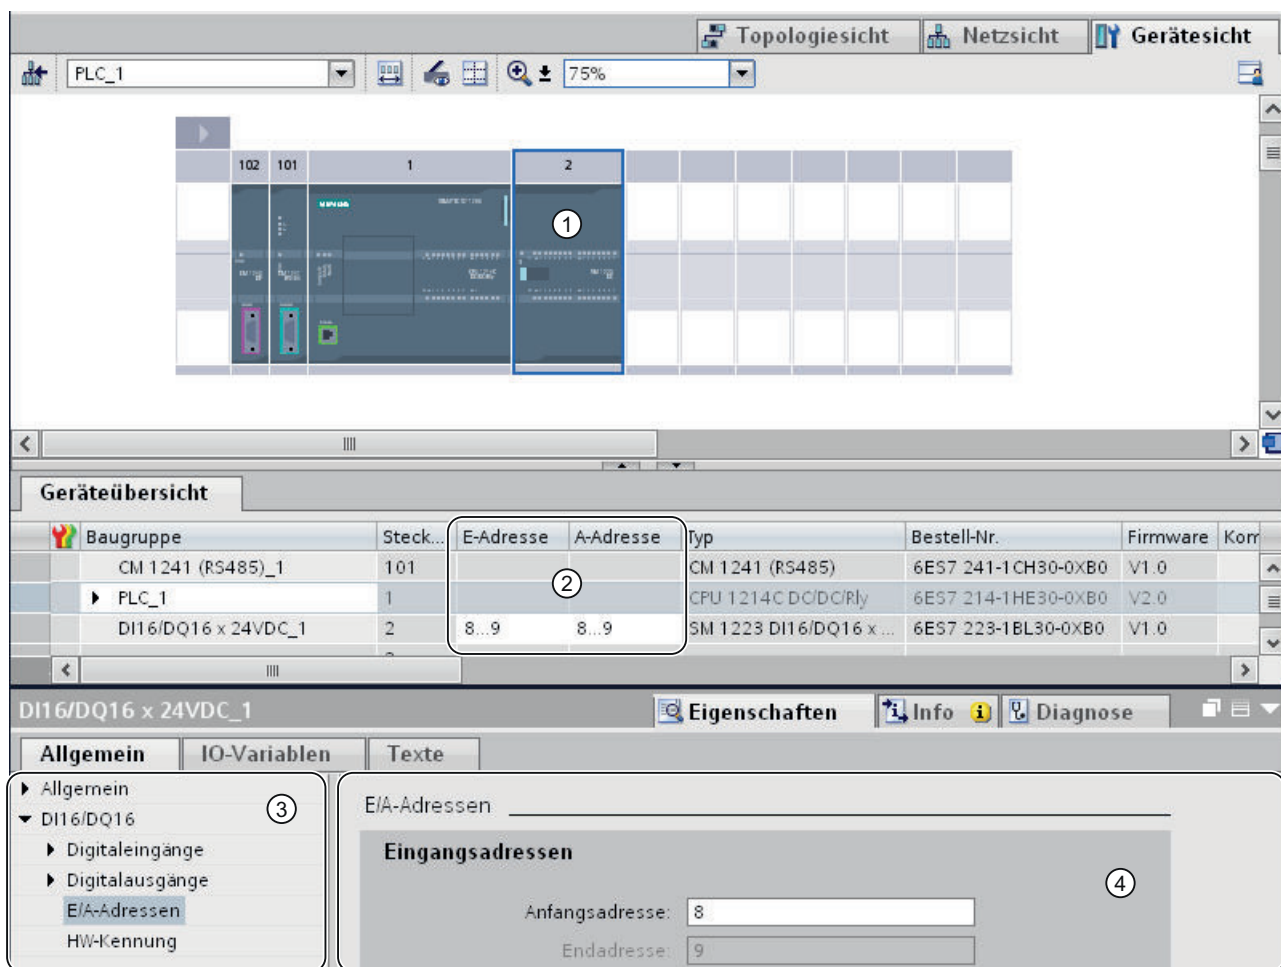 Topologiesicht Netzsicht Gerätesicht
PLC_1 75%
102 101 1 2
SIEMENS
1
Geräteübersicht
Baugruppe Steck... E-Adresse A-Adresse Typ Bestell-Nr. Firmware Kom
CM 1241 (RS485)_1 101 CM 1241 (RS485) 6ES7 241-1CH30-0XB0 V1.0
2
PLC_1 1 CPU 1214C DC/DC/Rly 6ES7 214-1HE30-0XB0 V2.0
DI16/DQ16 x 24VDC_1 2 8...9 8...9 SM 1223 DI16/DQ16 x ... 6ES7 223-1BL30-0XB0 V1.0
DI16/DQ16 x 24VDC_1 Eigenschaften Info Diagnose
Allgemein IO-Variablen Texte
Allgemein
3
DI16/DQ16
Digitaleingänge
Digitalausgänge
E/A-Adressen
HW-Kennung
E/A-Adressen
Eingangsadressen
4
Anfangsadresse: 8
Endadresse: 9